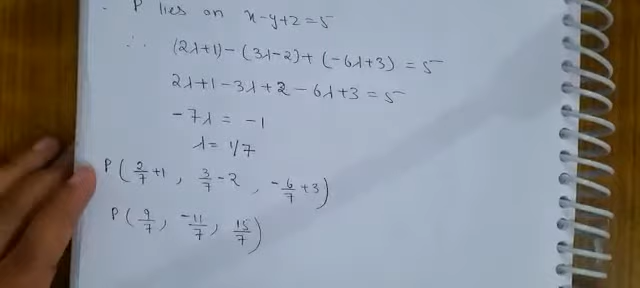 P lies on x-y+z=5
∴ (2λ+1)-(3λ-2)+(-6λ+3)=5
2λ+1-3λ+2-6λ+3=5
-7λ = -1
λ= 1/7
P(2/7+1, 3/7-2, -6/7+3)
P(9/7, -11/7, 15/7)